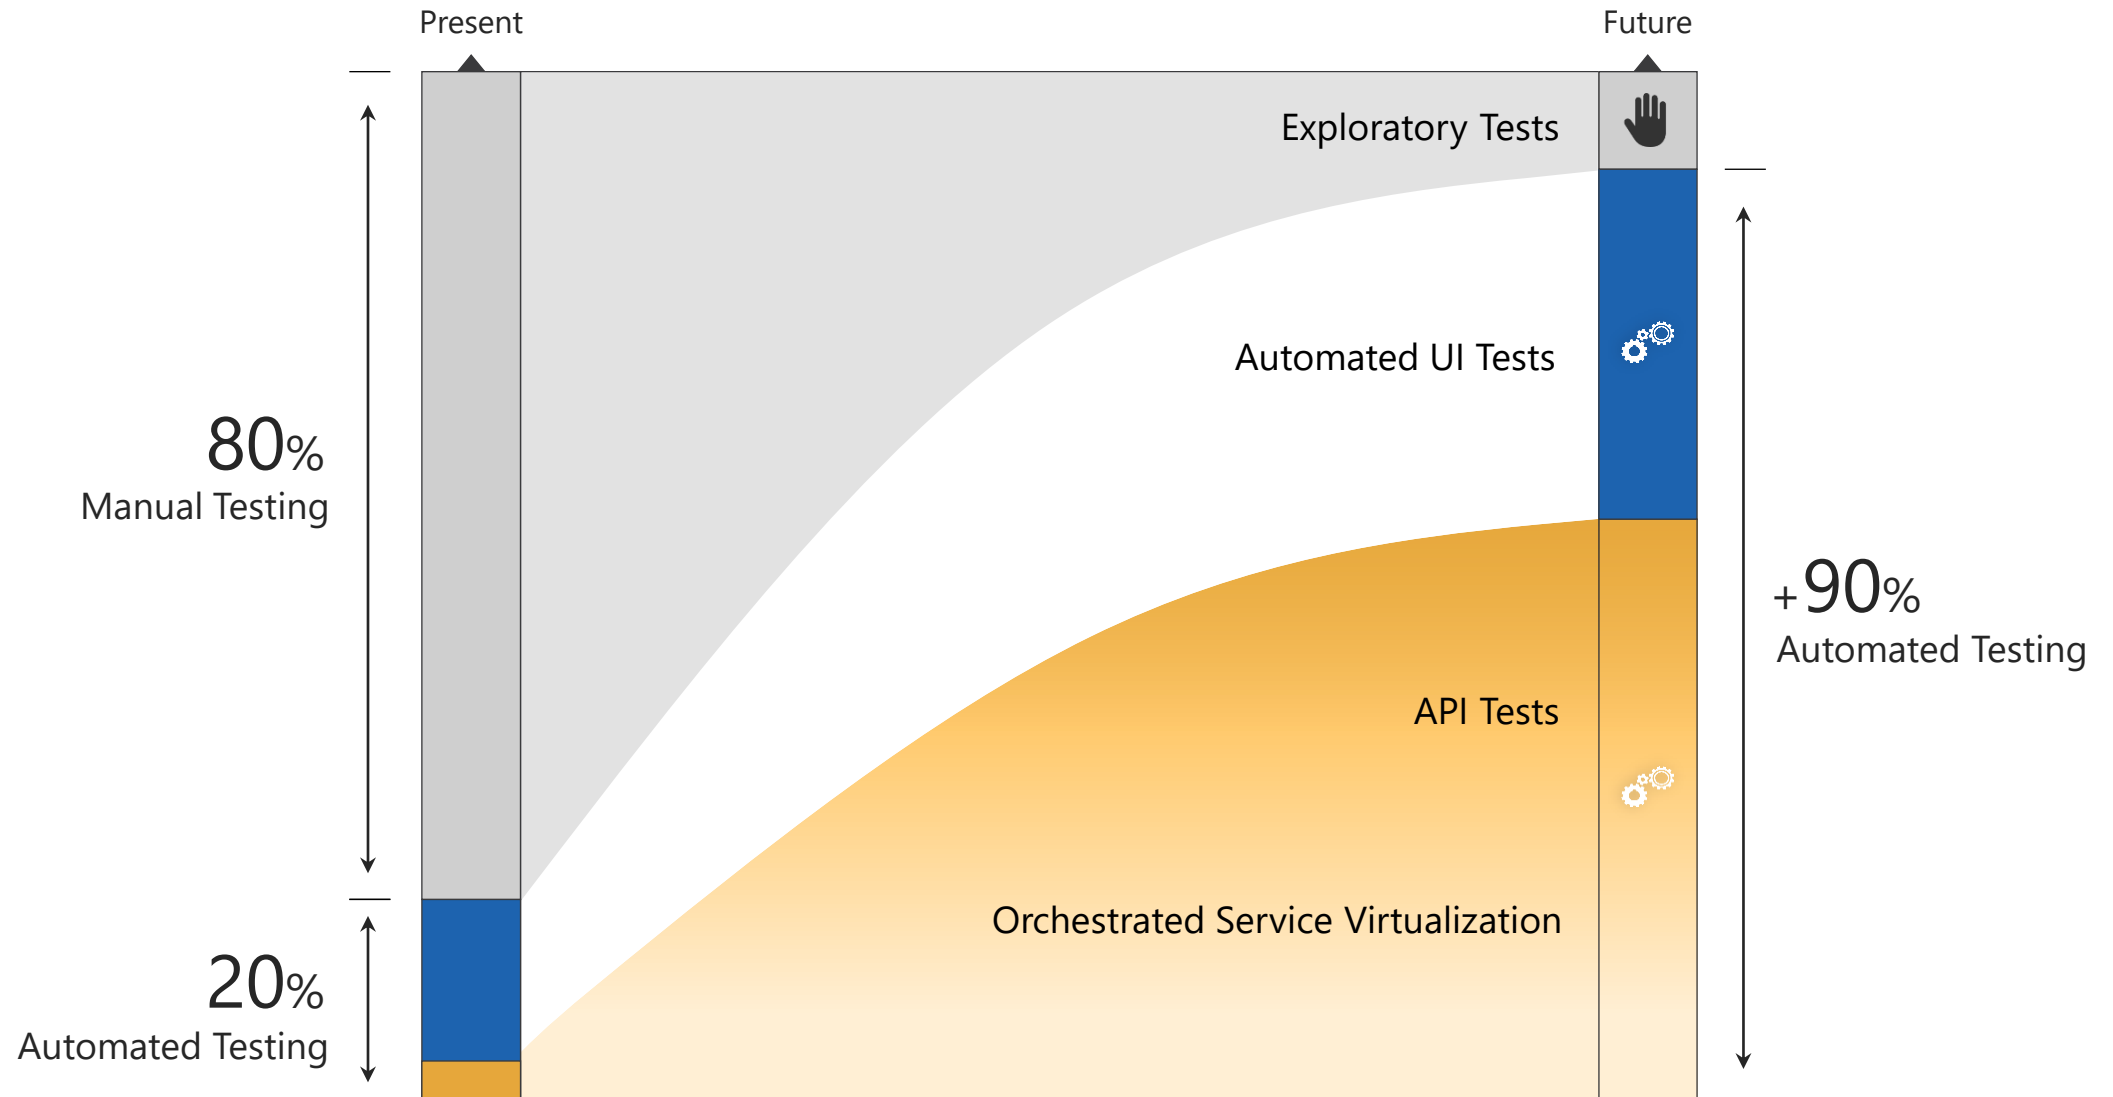 Present
Future
Exploratory Tests
Automated UI Tests
80%
Manual Testing
+90%
Automated Testing
API Tests
Orchestrated Service Virtualization
20%
Automated Testing